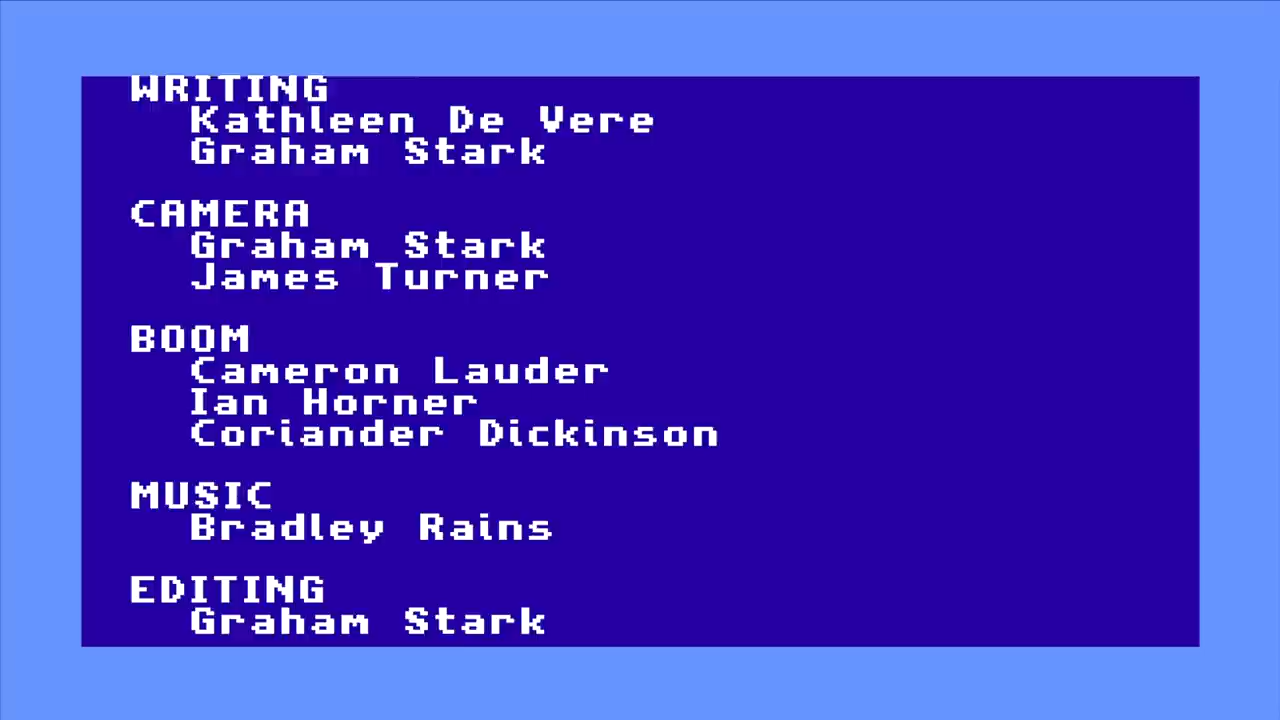 WRITING
Kathleen De Vere
Graham Stark
CAMERA
Graham Stark
James Turner
BOOM
Cameron Lauder
Ian Horner
Coriander Dickinson
MUSIC
Bradley Rains
EDITING
Graham Stark